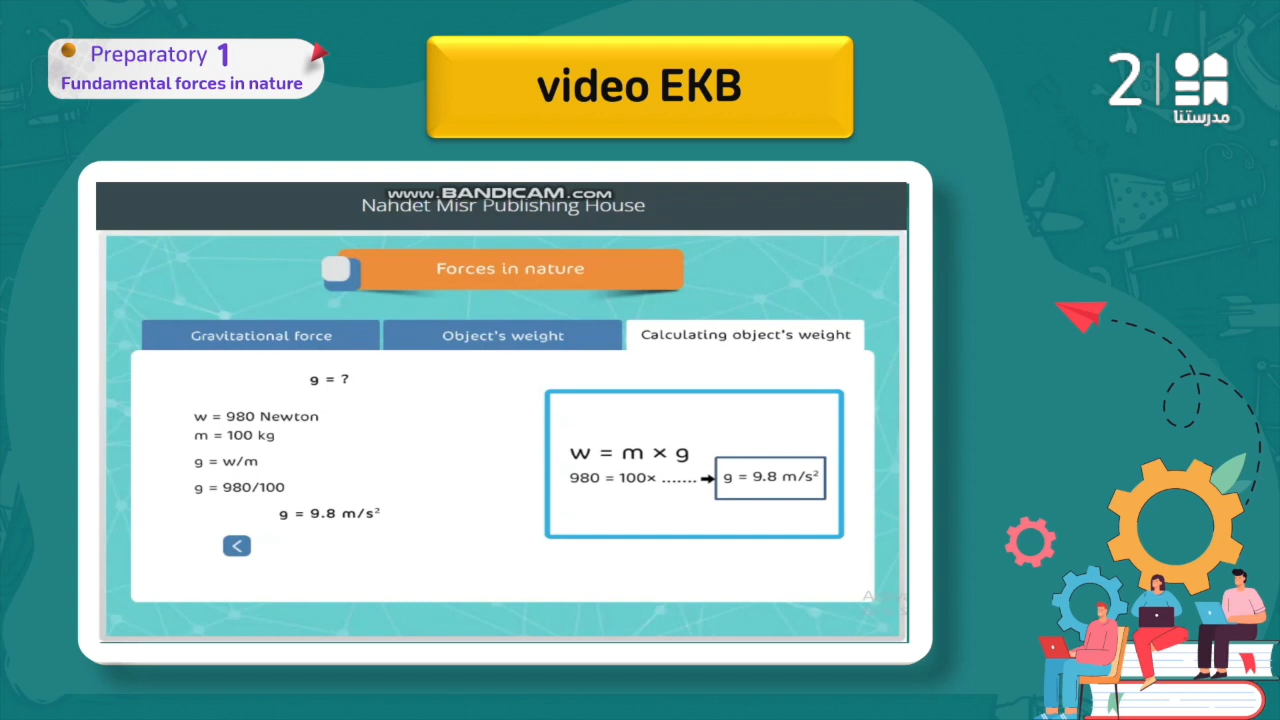 Preparatory 1
Fundamental forces in nature
video EKB
2
مدرستنا
www.BANDICAM.com
Nahdet Misr Publishing House
Forces in nature
Gravitational force
Object's weight
Calculating object's weight
g = ?
w = 980 Newton
m = 100 kg
g = w/m
g = 980/100
g = 9.8 m/s²
w = m × g
980 = 100× ....... → g = 9.8 m/s²